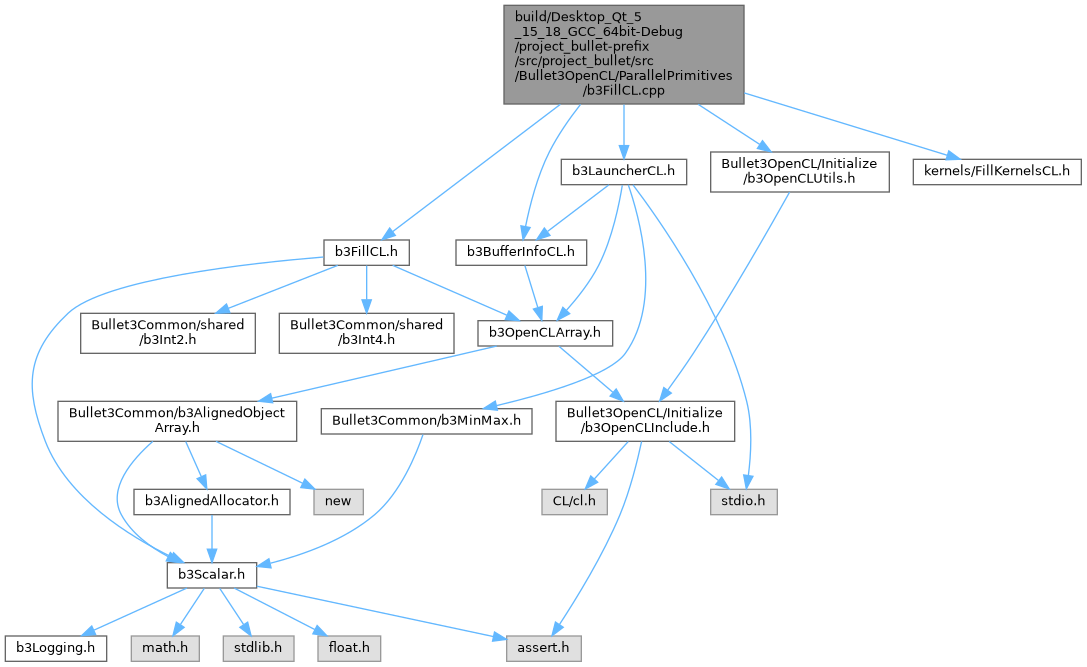 build/Desktop_Qt_5
_15_18_GCC_64bit-Debug
/project_bullet-prefix
/src/project_bullet/src
/Bullet3OpenCL/ParallelPrimitives
/b3FillCL.cpp
Bullet3OpenCL/Initialize
/b3OpenCLUtils.h
b3LauncherCL.h
kernels/FillKernelsCL.h
b3FillCL.h
b3BufferInfoCL.h
Bullet3Common/shared
/b3Int2.h
Bullet3Common/shared
/b3Int4.h
b3OpenCLArray.h
Bullet3Common/b3AlignedObject
Array.h
Bullet3Common/b3MinMax.h
Bullet3OpenCL/Initialize
/b3OpenCLInclude.h
b3AlignedAllocator.h
new
CL/cl.h
stdio.h
b3Scalar.h
b3Logging.h
math.h
stdlib.h
float.h
assert.h